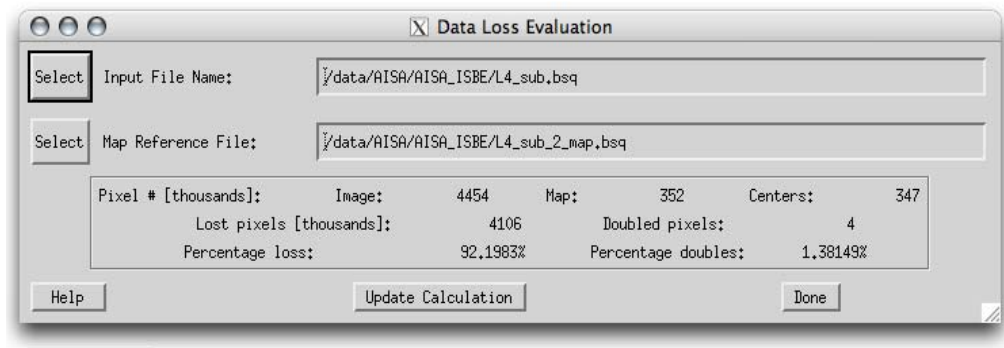 X Data Loss Evaluation
Select Input File Name: /data/AISA/AISA_ISBE/L4_sub.bsq
Select Map Reference File: /data/AISA/AISA_ISBE/L4_sub_2_map.bsq
Pixel # [thousands]: Image: 4454 Map: 352 Centers: 347
Lost pixels [thousands]: 4106 Doubled pixels: 4
Percentage loss: 92.1983% Percentage doubles: 1.38149%
Help Update Calculation Done